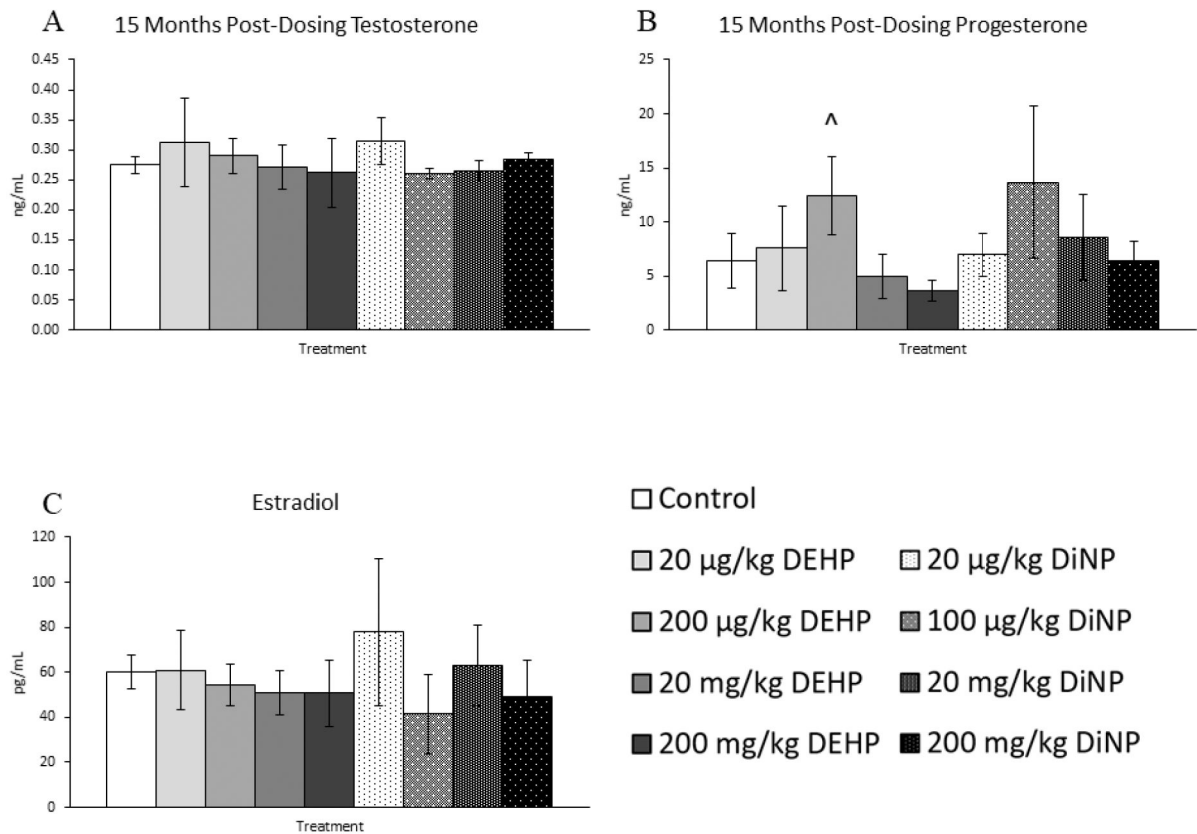 A
15 Months Post-Dosing Testosterone
0.45
0.40
0.35
0.30
0.25
0.20
0.15
0.10
0.05
0.00
ng/mL
Treatment
B
15 Months Post-Dosing Progesterone
25
20
15
10
5
0
ng/mL
^
Treatment
C
Estradiol
120
100
80
60
40
20
0
pg/mL
Treatment
Control
20 µg/kg DEHP
20 µg/kg DiNP
200 µg/kg DEHP
100 µg/kg DiNP
20 mg/kg DEHP
20 mg/kg DiNP
200 mg/kg DEHP
200 mg/kg DiNP